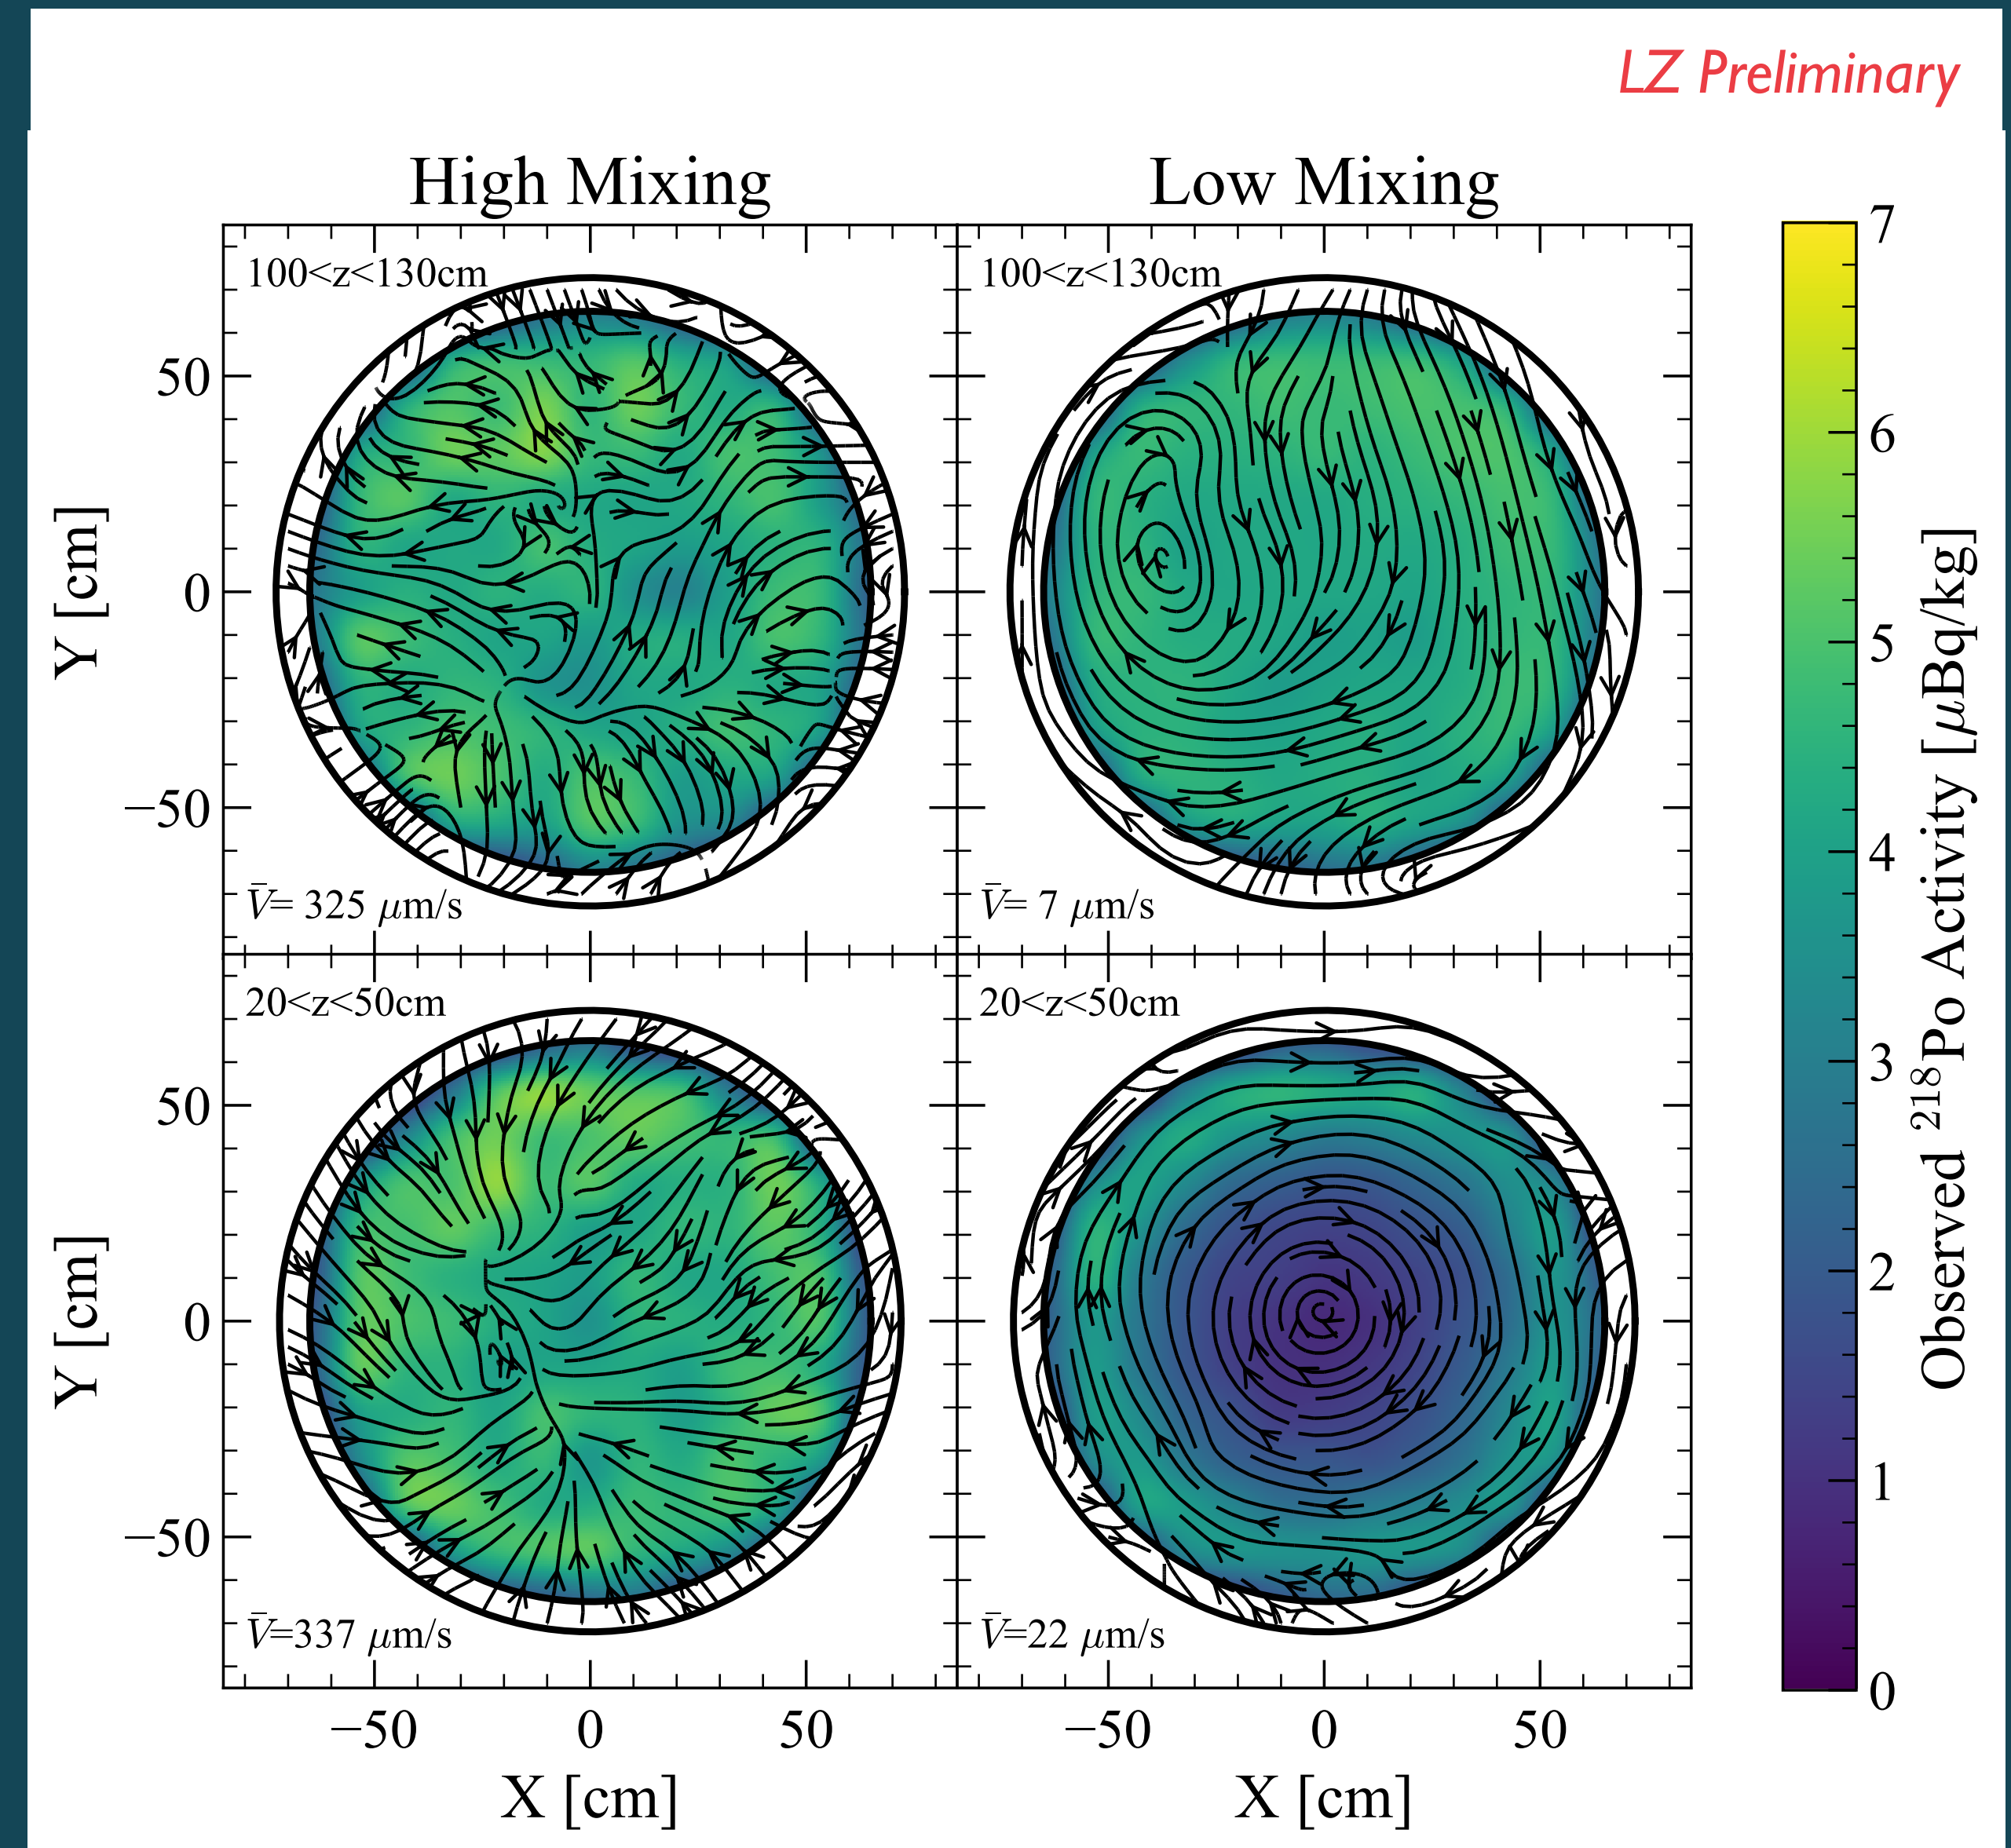 LZ Preliminary
High Mixing
Low Mixing
100<z<130cm
100<z<130cm
50
0
−50
Y [cm]
V̄= 325 μm/s
V̄= 7 μm/s
20<z<50cm
20<z<50cm
50
0
−50
Y [cm]
V̄=337 μm/s
V̄=22 μm/s
−50 0 50
−50 0 50
X [cm]
X [cm]
7
6
5
4
3
2
1
0
Observed ²¹⁸Po Activity [μBq/kg]